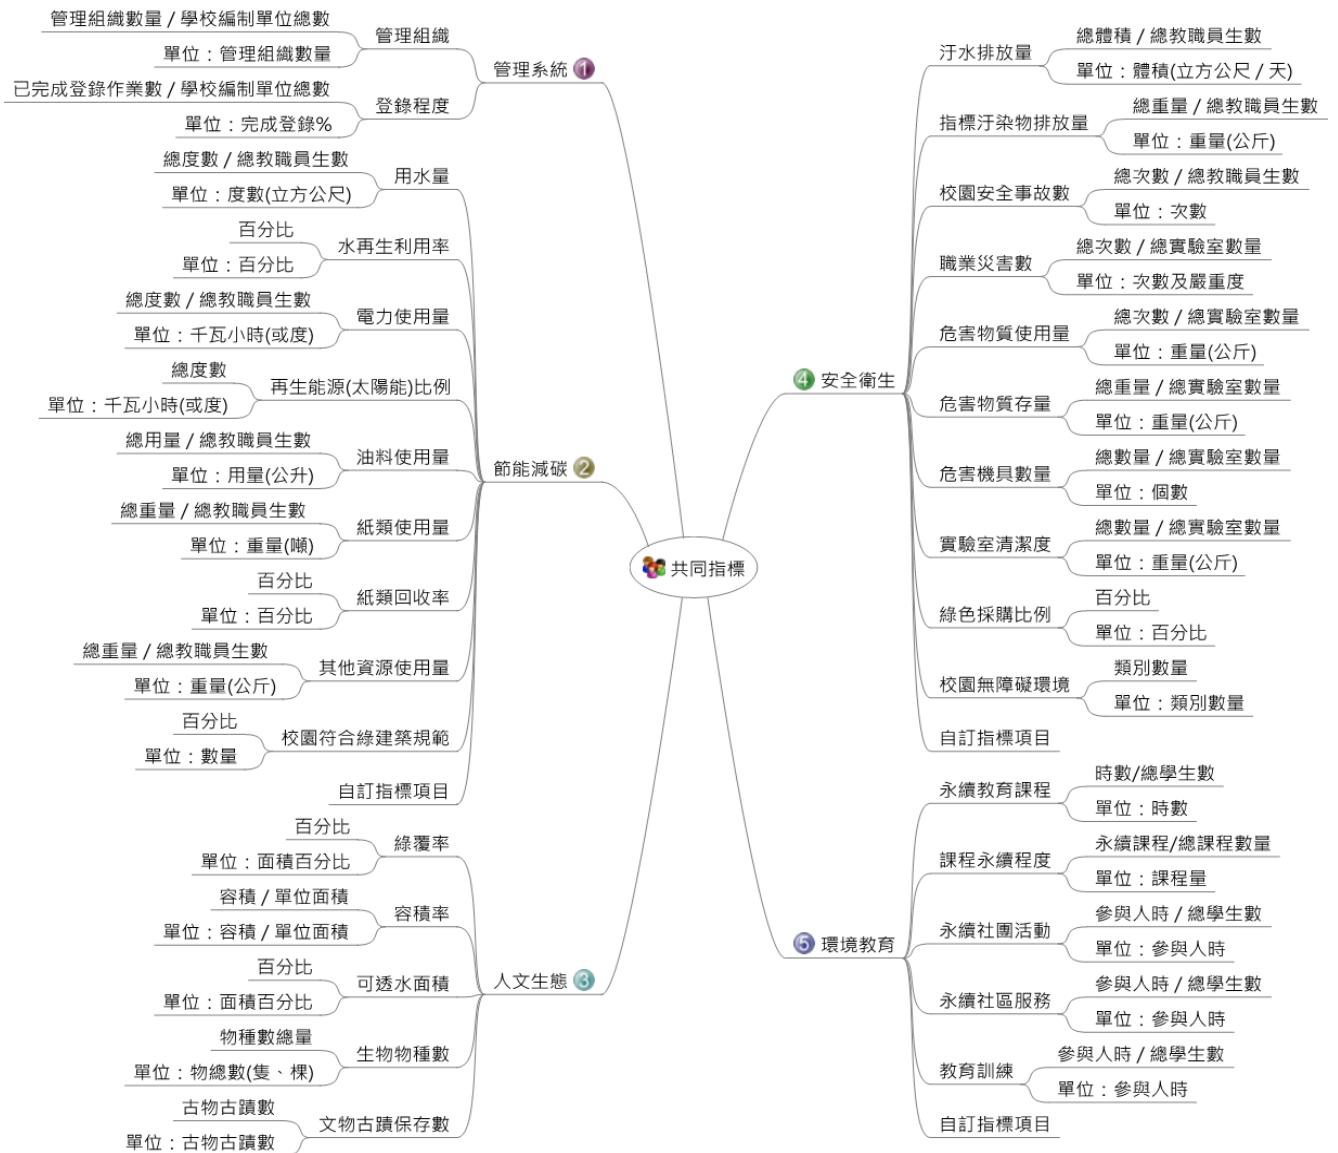 共同指標
管理系統 1
管理組織
管理組織數量 / 學校編制單位總數
單位：管理組織數量
登錄程度
已完成登錄作業數 / 學校編制單位總數
單位：完成登錄%
節能減碳 2
用水量
總度數 / 總教職員生數
單位：度數(立方公尺)
水再生利用率
百分比
單位：百分比
電力使用量
總度數 / 總教職員生數
單位：千瓦小時(或度)
再生能源(太陽能)比例
總度數
單位：千瓦小時(或度)
油料使用量
總用量 / 總教職員生數
單位：用量(公升)
紙類使用量
總重量 / 總教職員生數
單位：重量(噸)
紙類回收率
百分比
單位：百分比
其他資源使用量
總重量 / 總教職員生數
單位：重量(公斤)
校園符合綠建築規範
百分比
單位：數量
自訂指標項目
人文生態 3
綠覆率
百分比
單位：面積百分比
容積率
容積 / 單位面積
單位：容積 / 單位面積
可透水面積
百分比
單位：面積百分比
生物物種數
物種數總量
單位：物總數(隻、棵)
文物古蹟保存數
古物古蹟數
單位：古物古蹟數
4 安全衛生
汙水排放量
總體積 / 總教職員生數
單位：體積(立方公尺 / 天)
指標汙染物排放量
總重量 / 總教職員生數
單位：重量(公斤)
校園安全事故數
總次數 / 總教職員生數
單位：次數
職業災害數
總次數 / 總實驗室數量
單位：次數及嚴重度
危害物質使用量
總次數 / 總實驗室數量
單位：重量(公斤)
危害物質存量
總重量 / 總實驗室數量
單位：重量(公斤)
危害機具數量
總數量 / 總實驗室數量
單位：個數
實驗室清潔度
總數量 / 總實驗室數量
單位：重量(公斤)
綠色採購比例
百分比
單位：百分比
校園無障礙環境
類別數量
單位：類別數量
自訂指標項目
5 環境教育
永續教育課程
時數/總學生數
單位：時數
課程永續程度
永續課程/總課程數量
單位：課程量
永續社團活動
參與人時 / 總學生數
單位：參與人時
永續社區服務
參與人時 / 總學生數
單位：參與人時
教育訓練
參與人時 / 總學生數
單位：參與人時
自訂指標項目